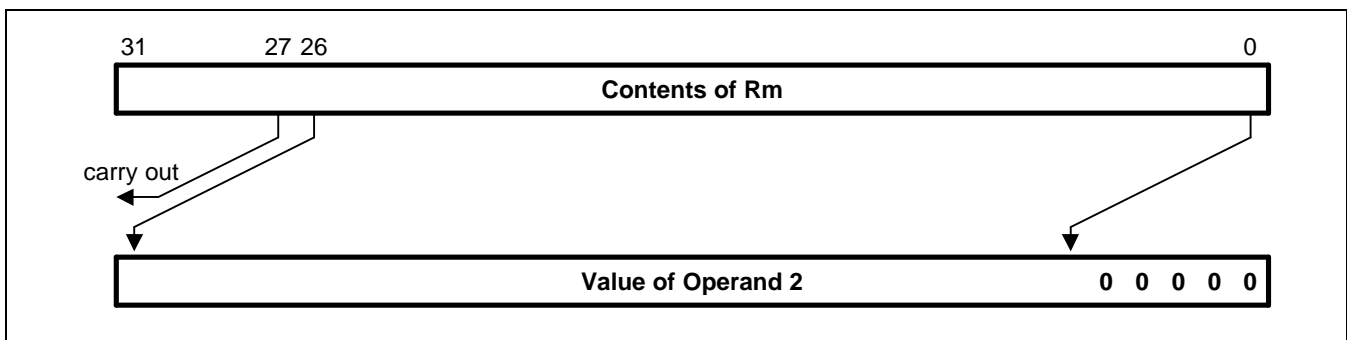 31 27 26 0
Contents of Rm
carry out
Value of Operand 2 0 0 0 0 0